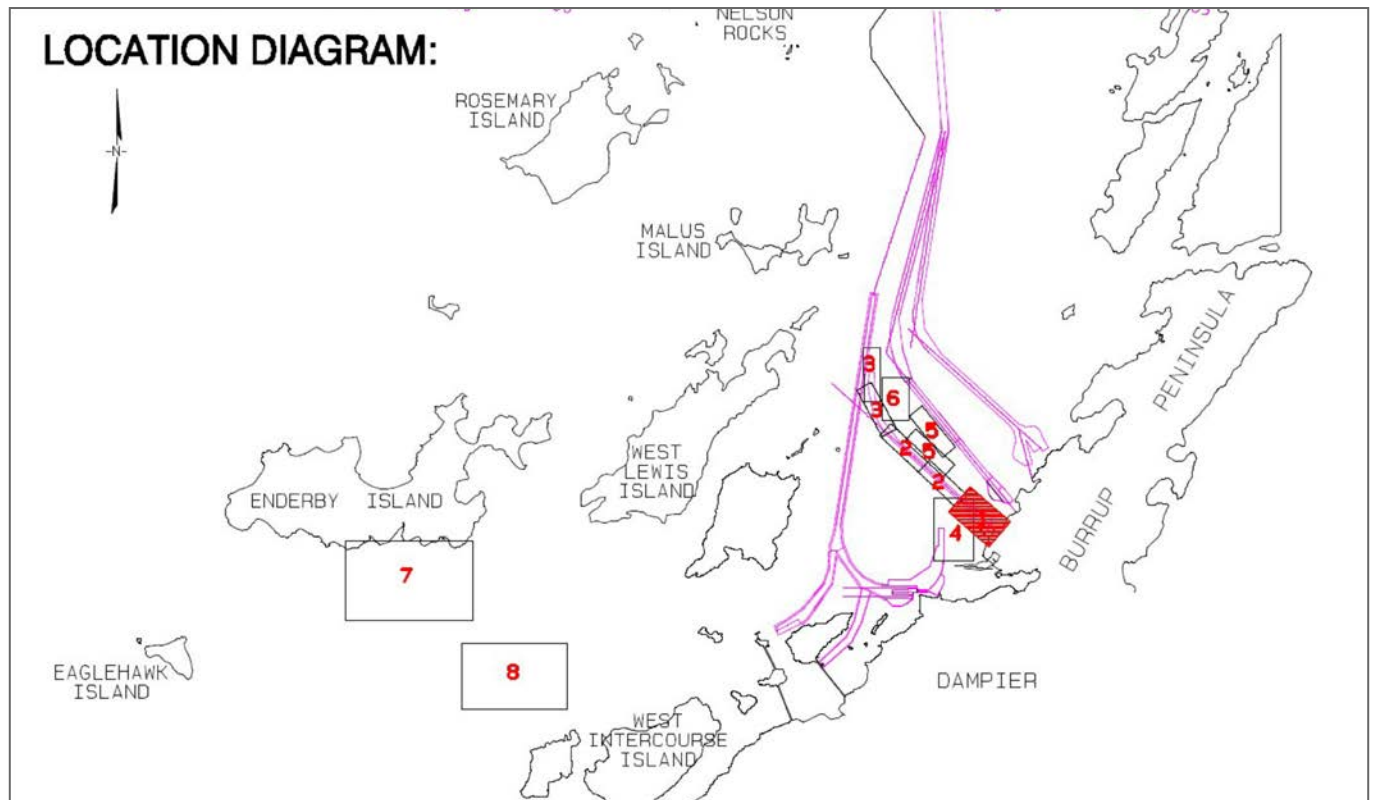 NELSON
ROCKS
LOCATION DIAGRAM:
ROSEMARY
ISLAND
-N-
MALUS
ISLAND
PENINSULA
3
6
3
5
2
5
WEST
LEWIS
ISLAND
2
ENDERBY ISLAND
1
4
BURRUP
7
8
EAGLEHAWK
ISLAND
DAMPIER
WEST
INTERCOURSE
ISLAND